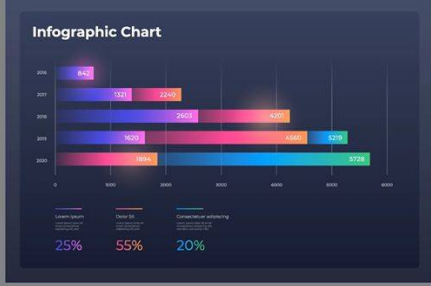 Infographic Chart
2016 842
2017 1321 2240
2018 2603 4201
2019 1620 4560 5219
2020 1894 5728
0 1000 2000 3000 4000 5000 6000
Lorem Ipsum Dolor Sit Consectetuer adipiscing
25% 55% 20%